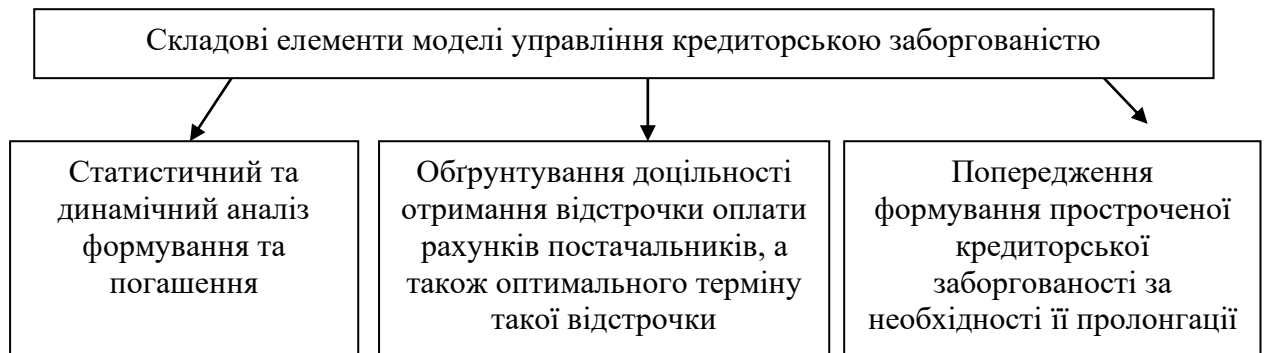 Складові елементи моделі управління кредиторською заборгованістю
Статистичний та
динамічний аналіз
формування та
погашення
Обґрунтування доцільності
отримання відстрочки оплати
рахунків постачальників, а
також оптимального терміну
такої відстрочки
Попередження
формування простроченої
кредиторської
заборгованості за
необхідності її пролонгації